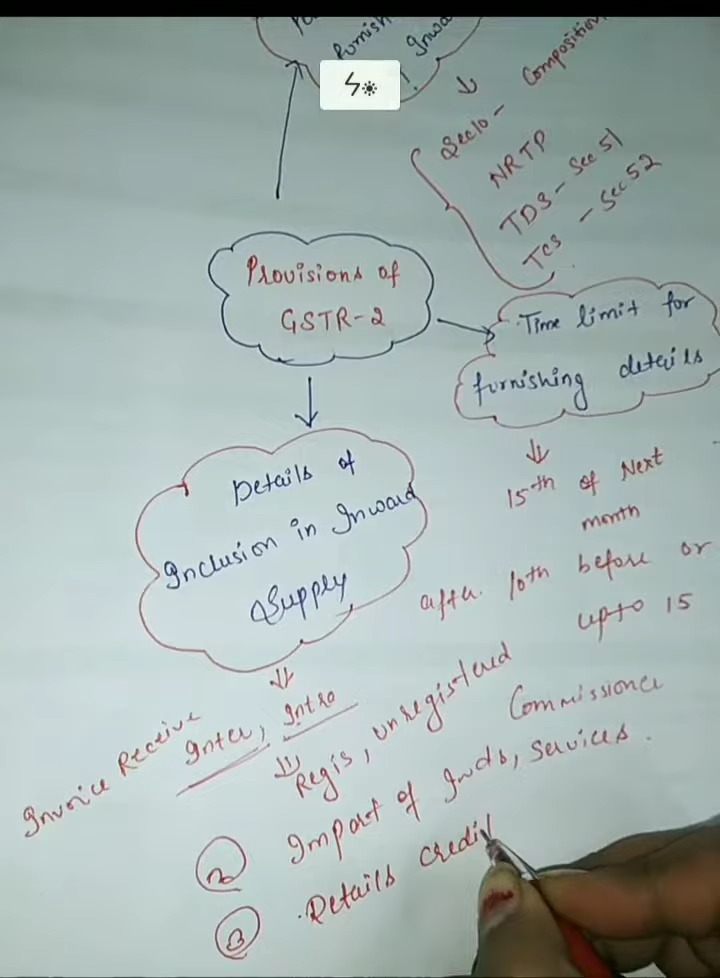 furnish
Inwa
Sec10 - Composition
NRTP
TDS - Sec 51
TCS - Sec 52
Provisions of
GSTR-2
Time limit for
furnishing details
15th of Next
month
after 10th before or
upto 15
Commissioner
Details of
Inclusion in Inward
Supply
Invoice Receive
Inter, Intra
Regis, unregistered
2 Import of goods, services.
3 Details credit